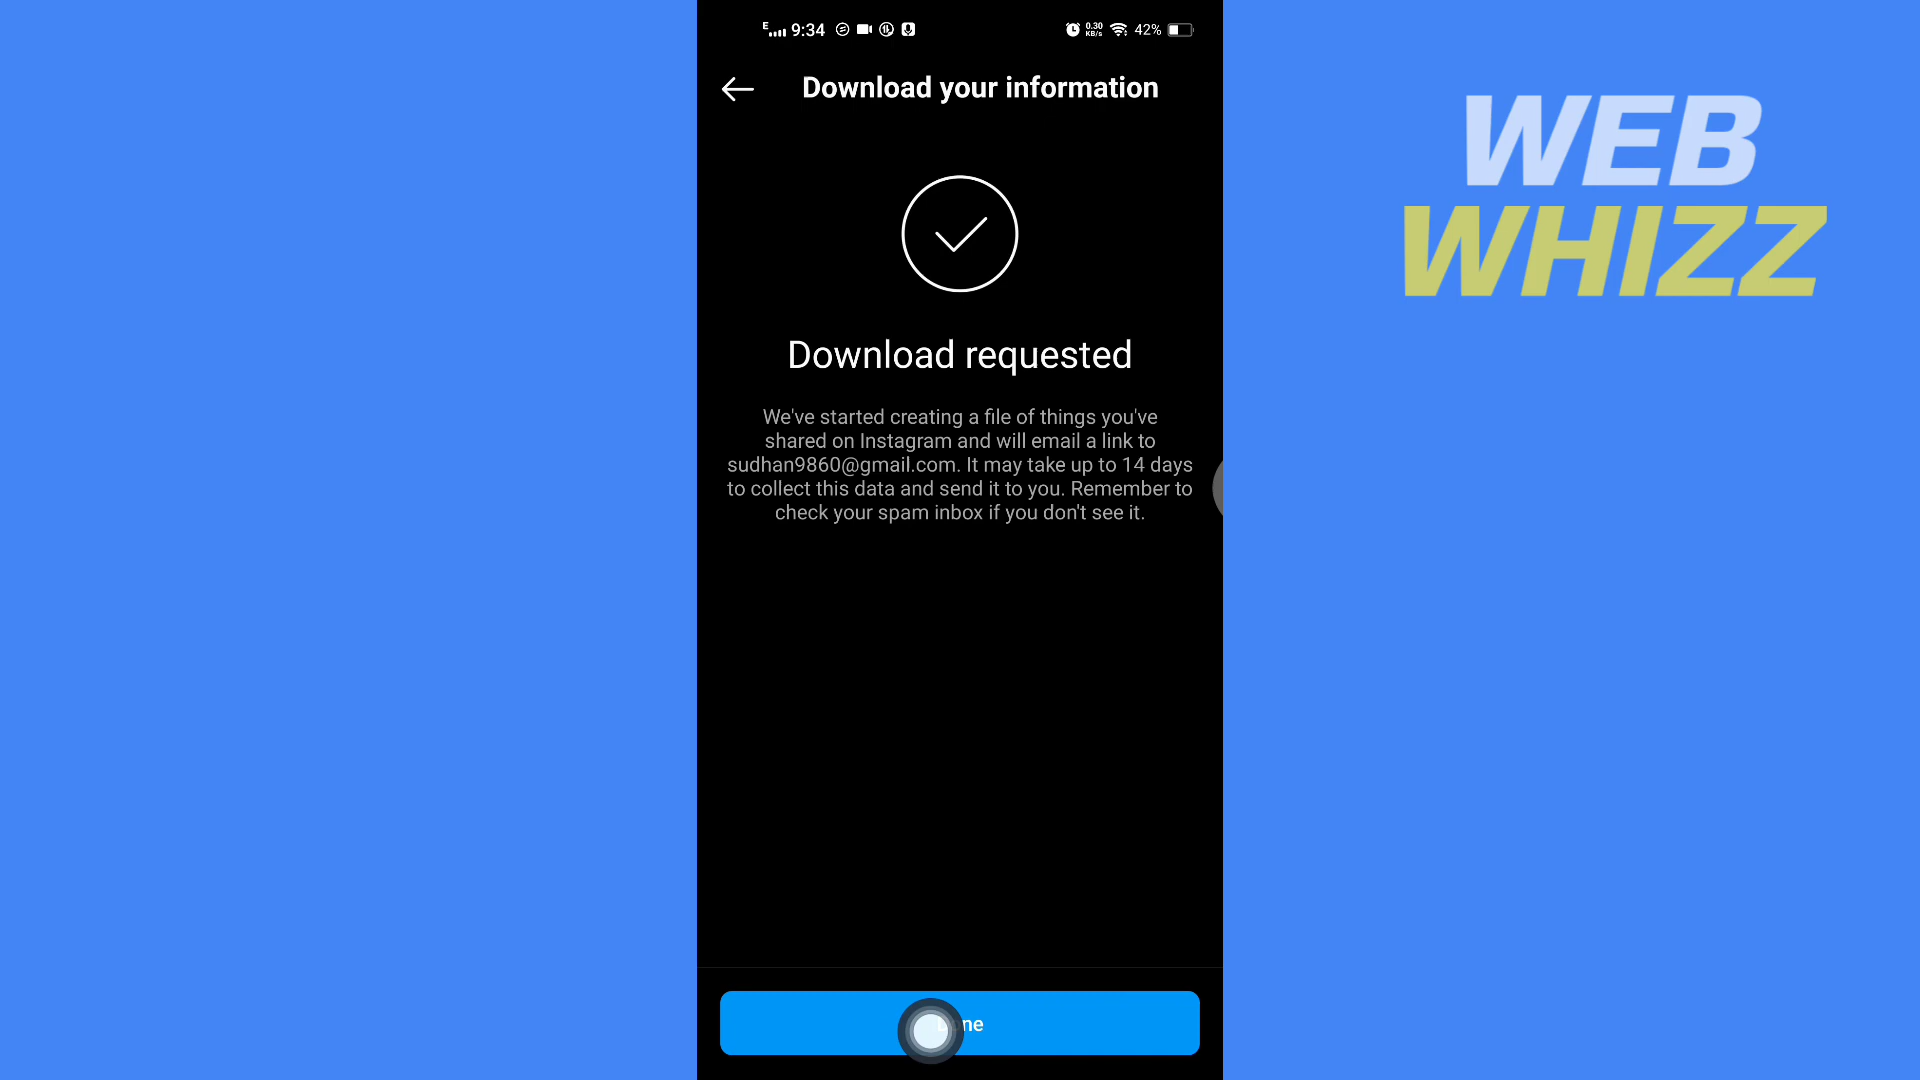 E 9:34 0.30 KB/s 42%
Download your information
WEB
WHIZZ
Download requested
We've started creating a file of things you've
shared on Instagram and will email a link to
sudhan9860@gmail.com. It may take up to 14 days
to collect this data and send it to you. Remember to
check your spam inbox if you don't see it.